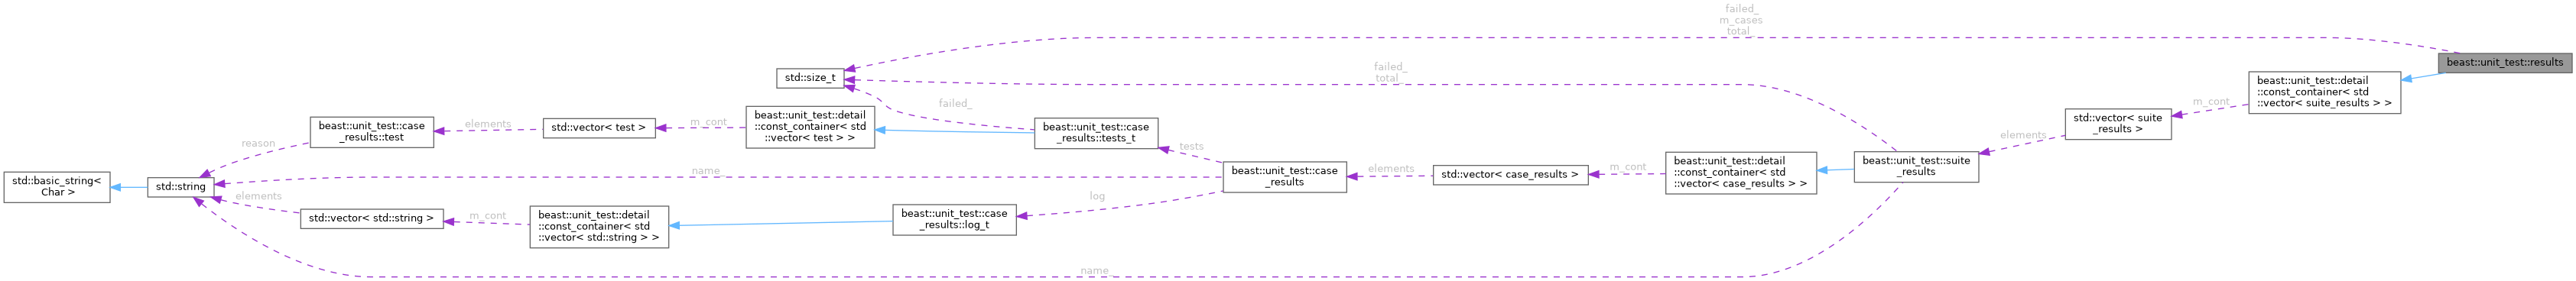 failed_
m_cases
total_
beast::unit_test::results
failed_
total_
std::size_t
beast::unit_test::detail
::const_container< std
::vector< suite_results > >
m_cont
std::vector< suite
_results >
elements
failed_
beast::unit_test::detail
::const_container< std
::vector< test > >
m_cont
std::vector< test >
elements
beast::unit_test::case
_results::test
reason
beast::unit_test::case
_results::tests_t
tests
beast::unit_test::suite
_results
beast::unit_test::detail
::const_container< std
::vector< case_results > >
m_cont
std::vector< case_results >
elements
beast::unit_test::case
_results
name_
std::basic_string<
Char >
std::string
elements
std::vector< std::string >
m_cont
beast::unit_test::detail
::const_container< std
::vector< std::string > >
beast::unit_test::case
_results::log_t
log
name_